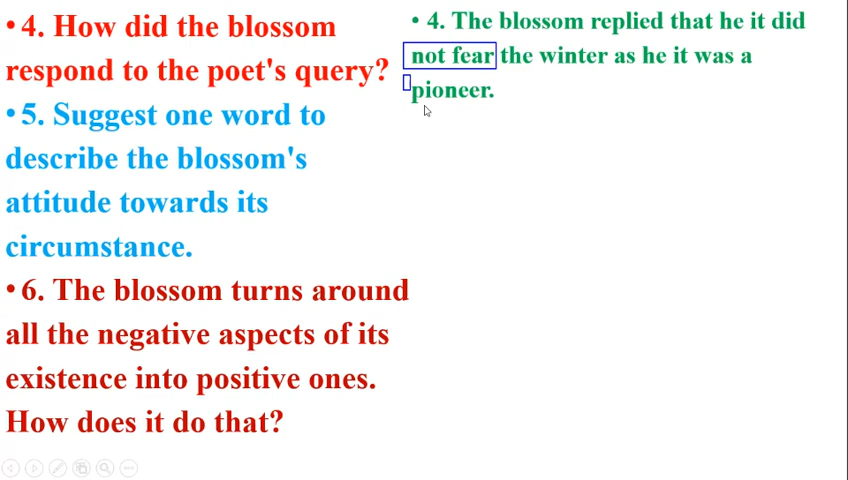 • 4. How did the blossom
respond to the poet's query?
• 5. Suggest one word to
describe the blossom's
attitude towards its
circumstance.
• 6. The blossom turns around
all the negative aspects of its
existence into positive ones.
How does it do that?
• 4. The blossom replied that he it did
not fear the winter as he it was a
pioneer.